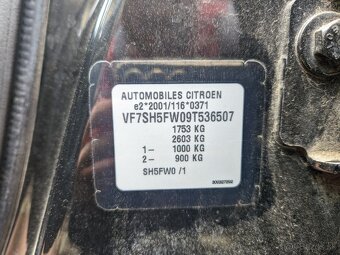 AUTOMOBILES CITROEN
e2*2001/116*0371
VF7SH5FW09T536507
1753 KG
2603 KG
1- 1000 KG
2- 900 KG
SH5FW0 /1